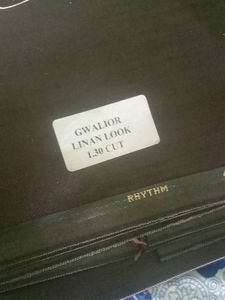 GWALIOR
LINAN LOOK
1.30 CUT
RHYTHM